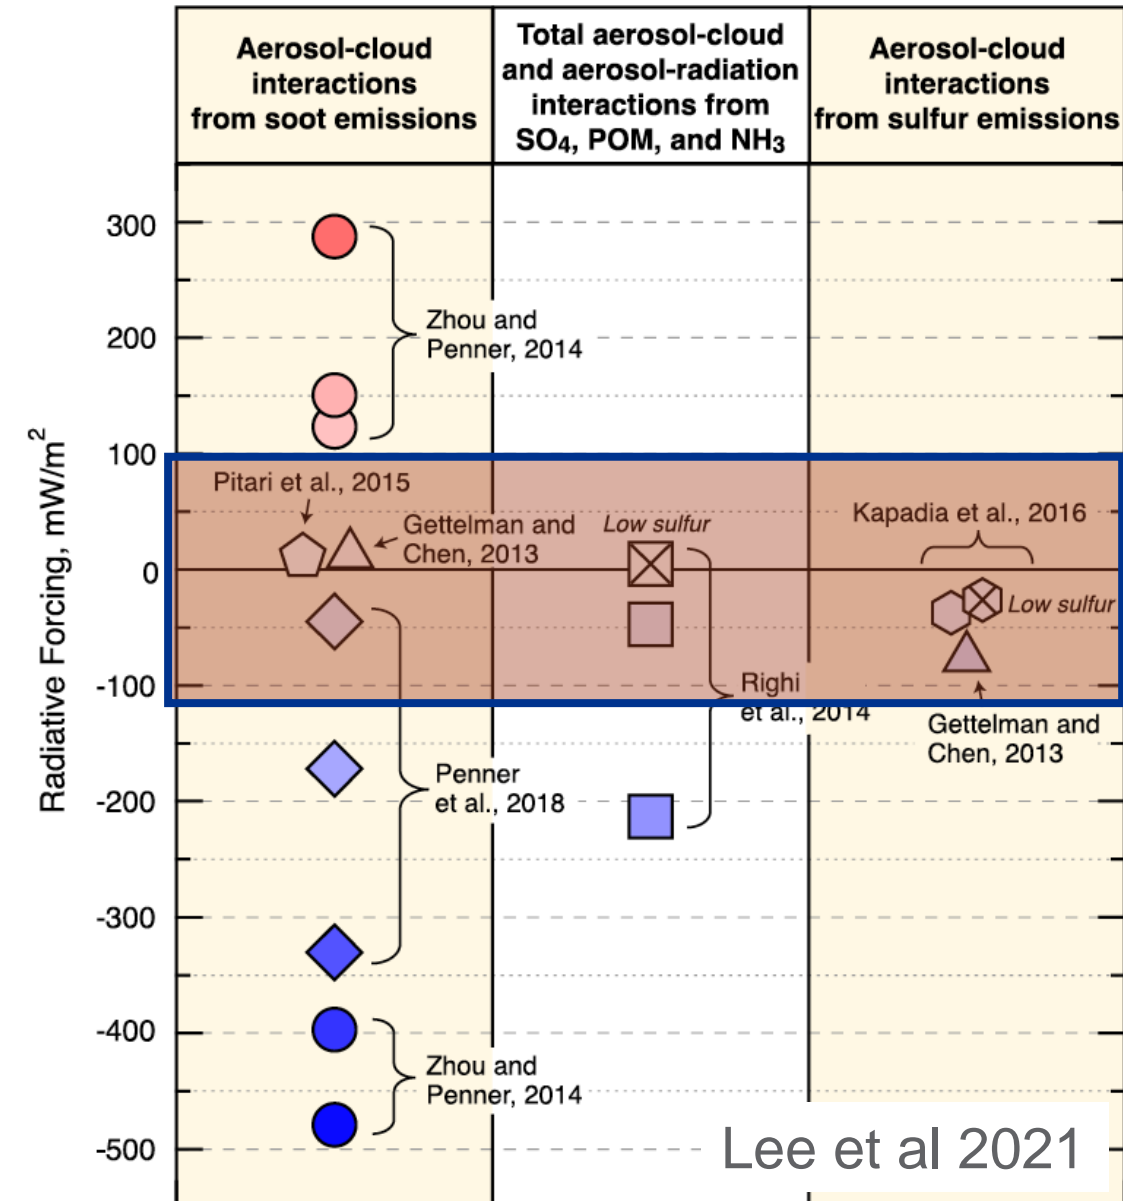 Aerosol-cloud
interactions
from soot emissions
Total aerosol-cloud
and aerosol-radiation
interactions from
SO4, POM, and NH3
Aerosol-cloud
interactions
from sulfur emissions
Radiative Forcing, mW/m2
300
200
100
0
-100
-200
-300
-400
-500
Zhou and
Penner, 2014
Pitari et al., 2015
Gettelman and
Chen, 2013
Low sulfur
Kapadia et al., 2016
Low sulfur
Righi
et al., 2014
Gettelman and
Chen, 2013
Penner
et al., 2018
Zhou and
Penner, 2014
Lee et al 2021